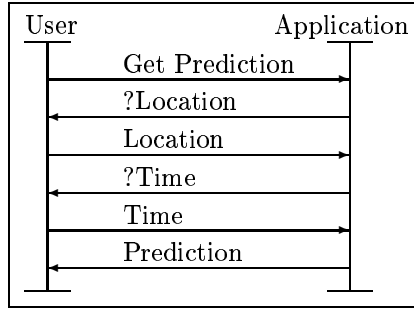 User Application
Get Prediction
?Location
Location
?Time
Time
Prediction